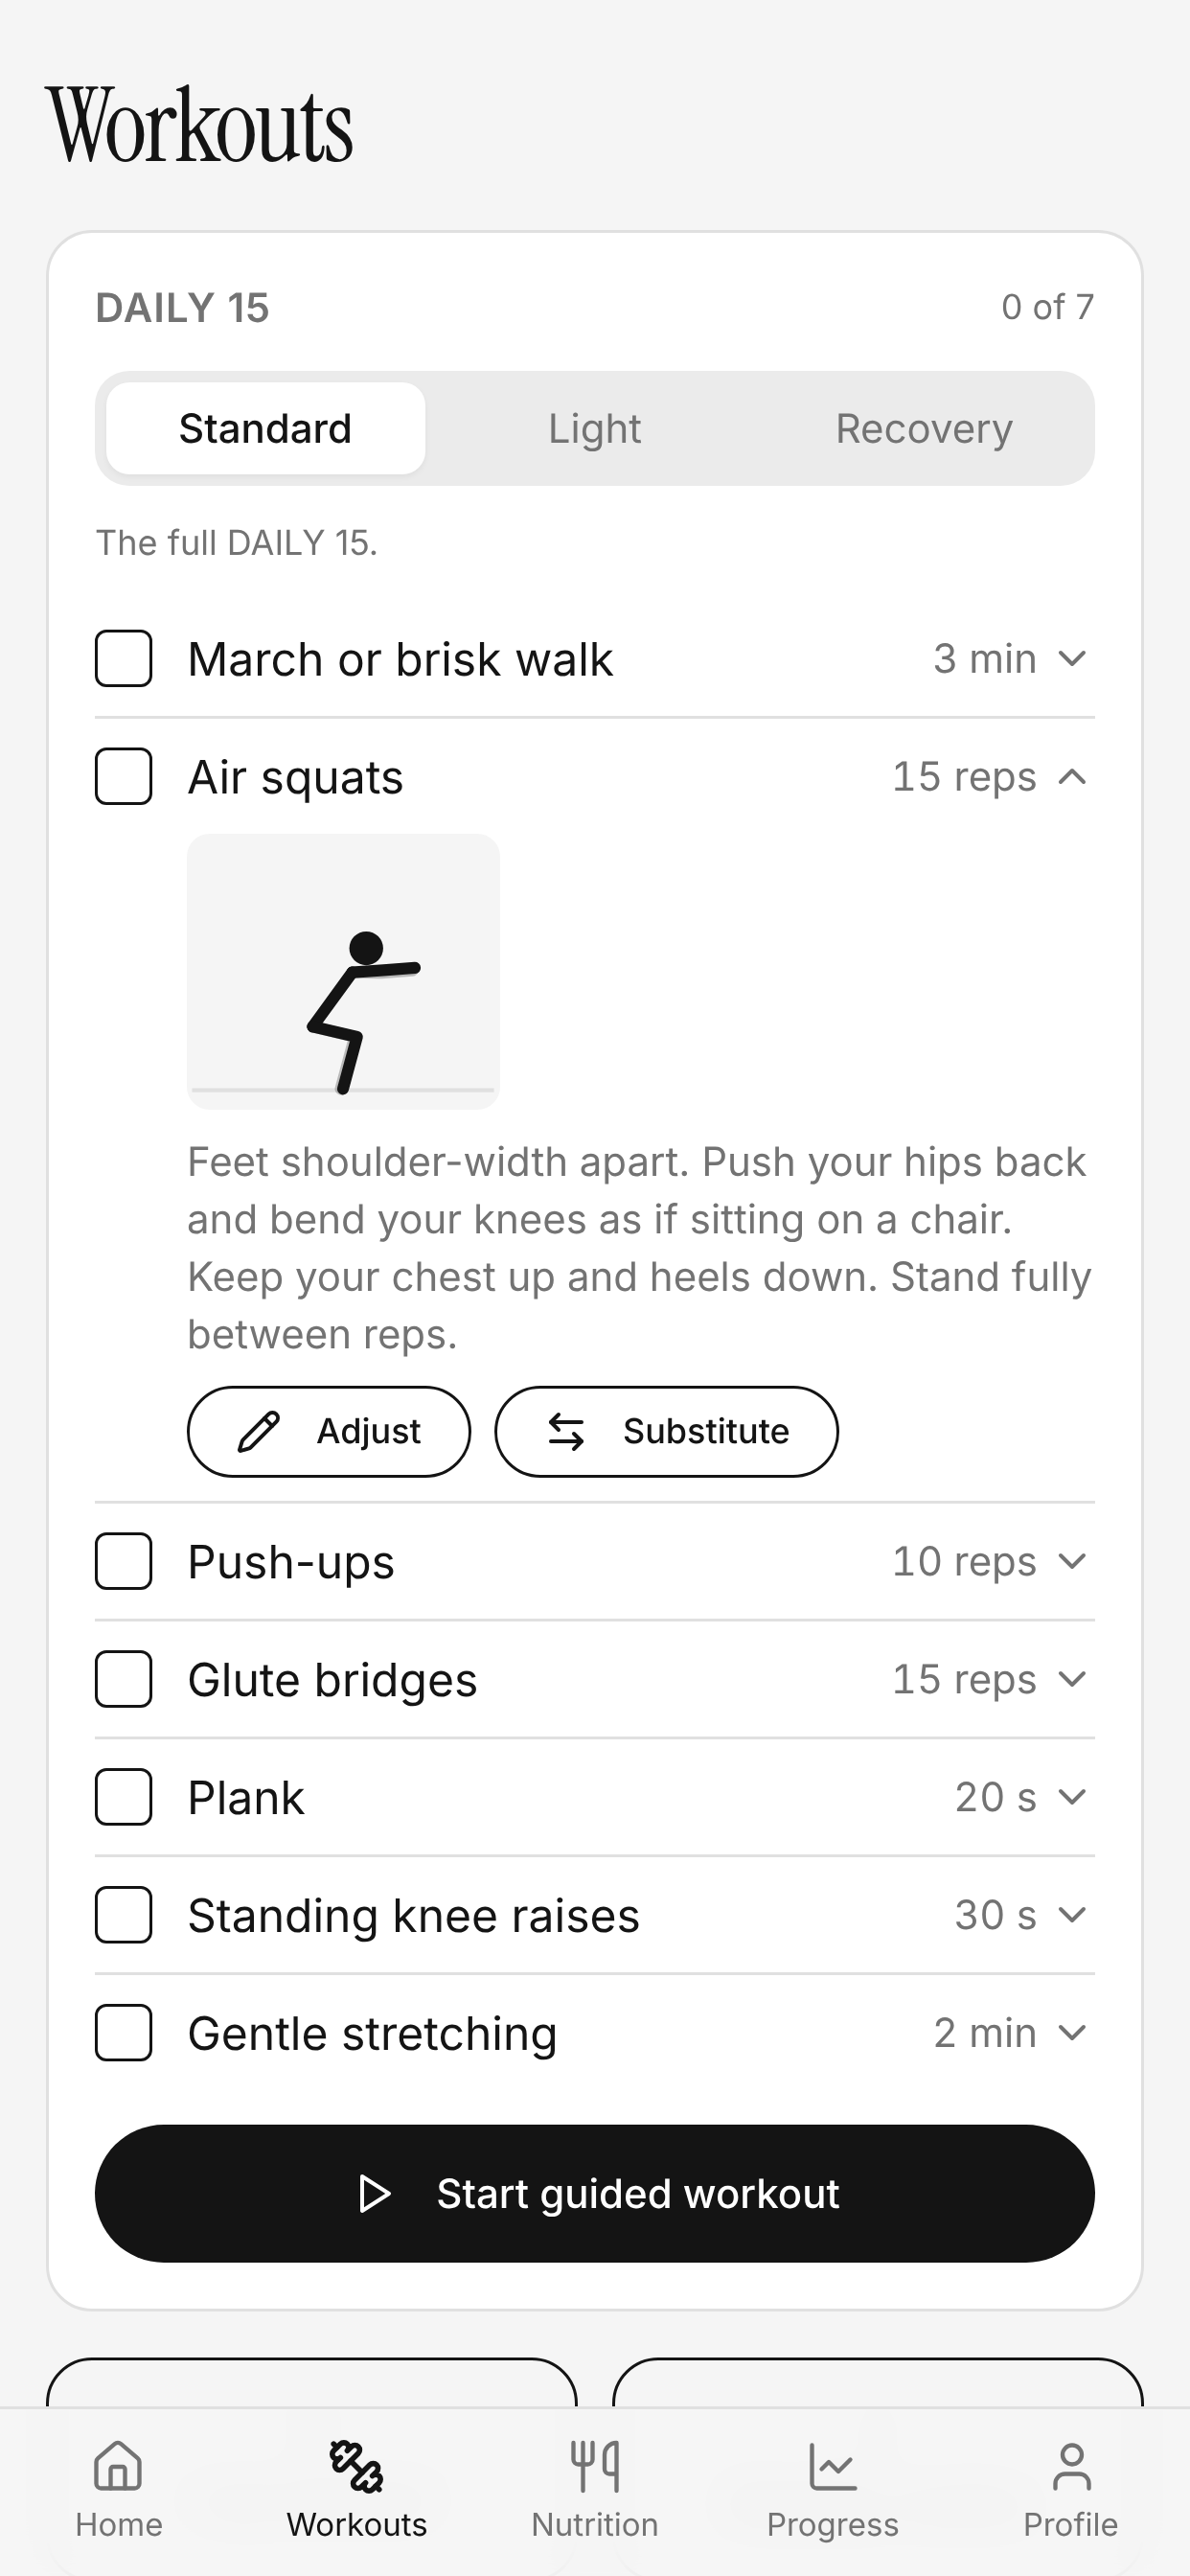 Workouts
DAILY 15
0 of 7
Standard
Light
Recovery
The full DAILY 15.
March or brisk walk
3 min
Air squats
15 reps
Feet shoulder-width apart. Push your hips back
and bend your knees as if sitting on a chair.
Keep your chest up and heels down. Stand fully
between reps.
Adjust
Substitute
Push-ups
10 reps
Glute bridges
15 reps
Plank
20 s
Standing knee raises
30 s
Gentle stretching
2 min
Start guided workout
Home
Workouts
Nutrition
Progress
Profile